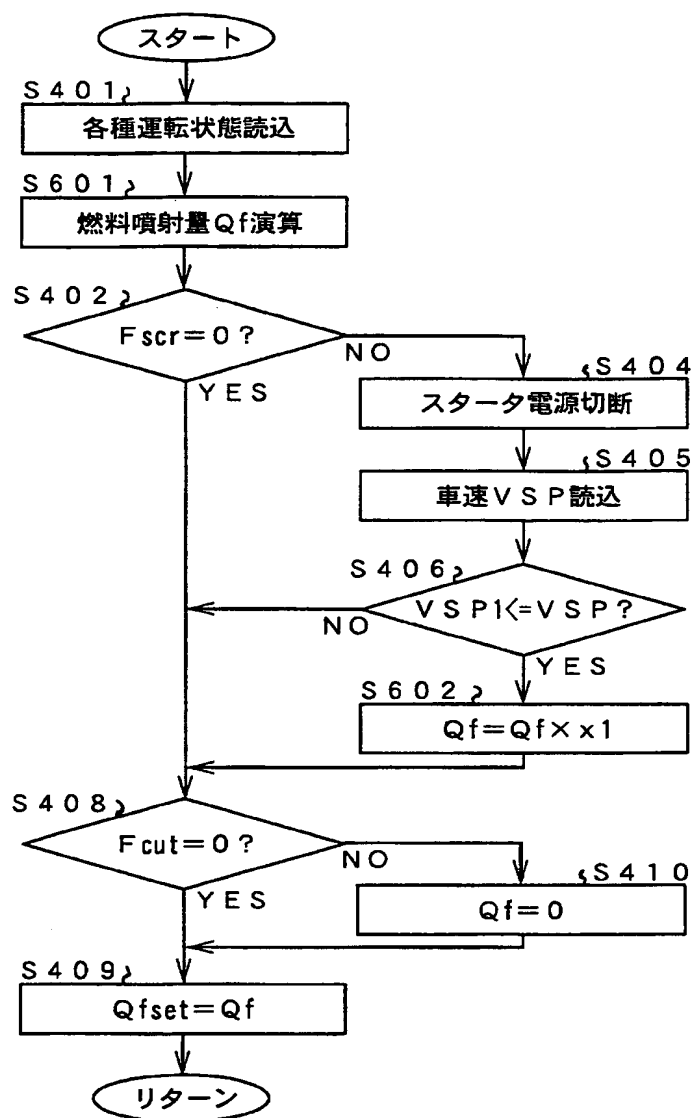 スタート
S401
各種運転状態読込
S601
燃料噴射量Qf演算
S402
Fscr=0?
NO
YES
S404
スタータ電源切断
S405
車速VSP読込
S406
VSP1<=VSP?
NO
YES
S602
Qf=Qf×x1
S408
Fcut=0?
NO
YES
S410
Qf=0
S409
Qfset=Qf
リターン